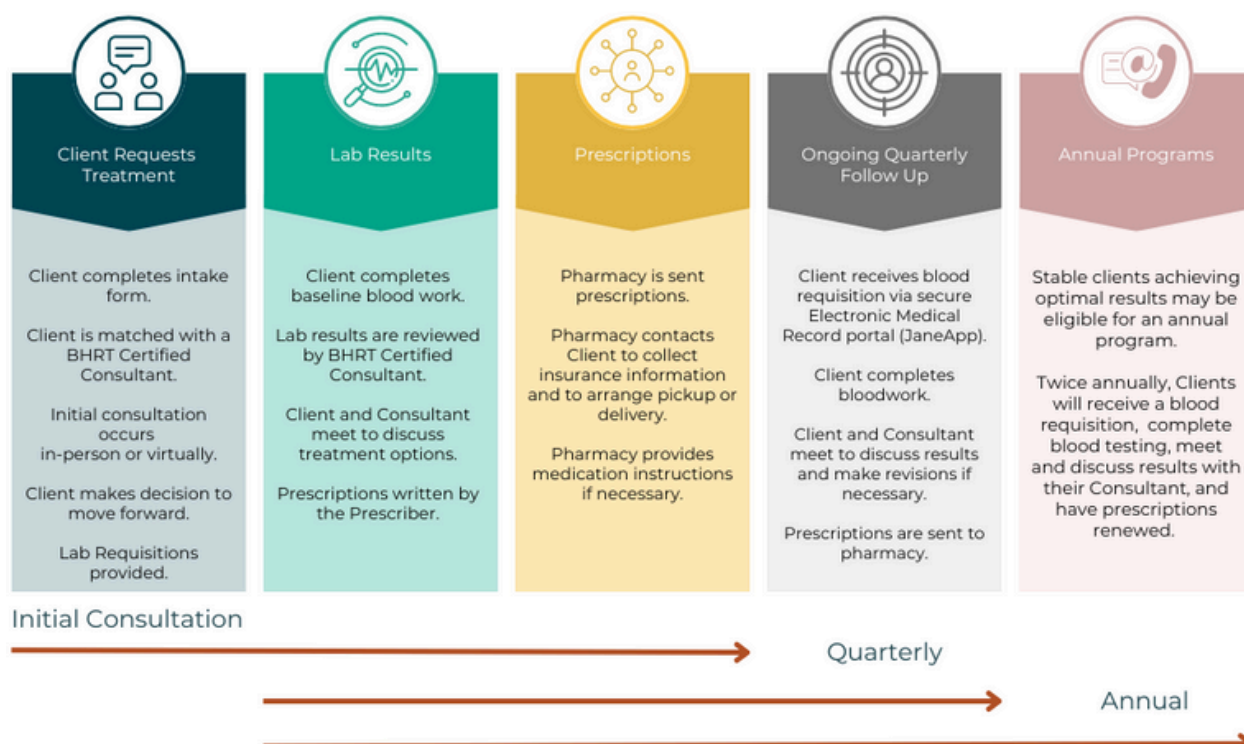 Client Requests
Treatment
Client completes intake
form.
Client is matched with a
BHRT Certified
Consultant.
Initial consultation
occurs
in-person or virtually.
Client makes decision to
move forward.
Lab Requisitions
provided.
Lab Results
Client completes
baseline blood work.
Lab results are reviewed
by BHRT Certified
Consultant.
Client and Consultant
meet to discuss
treatment options.
Prescriptions written by
the Prescriber.
Prescriptions
Pharmacy is sent
prescriptions.
Pharmacy contacts
Client to collect
insurance information
and to arrange pickup or
delivery.
Pharmacy provides
medication instructions
if necessary.
Ongoing Quarterly
Follow Up
Client receives blood
requisition via secure
Electronic Medical
Record portal (JaneApp).
Client completes
bloodwork.
Client and Consultant
meet to discuss results
and make revisions if
necessary.
Prescriptions are sent to
pharmacy.
@
Annual Programs
Stable clients achieving
optimal results may be
eligible for an annual
program.
Twice annually, Clients
will receive a blood
requisition, complete
blood testing, meet
and discuss results with
their Consultant, and
have prescriptions
renewed.
Initial Consultation
Quarterly
Annual